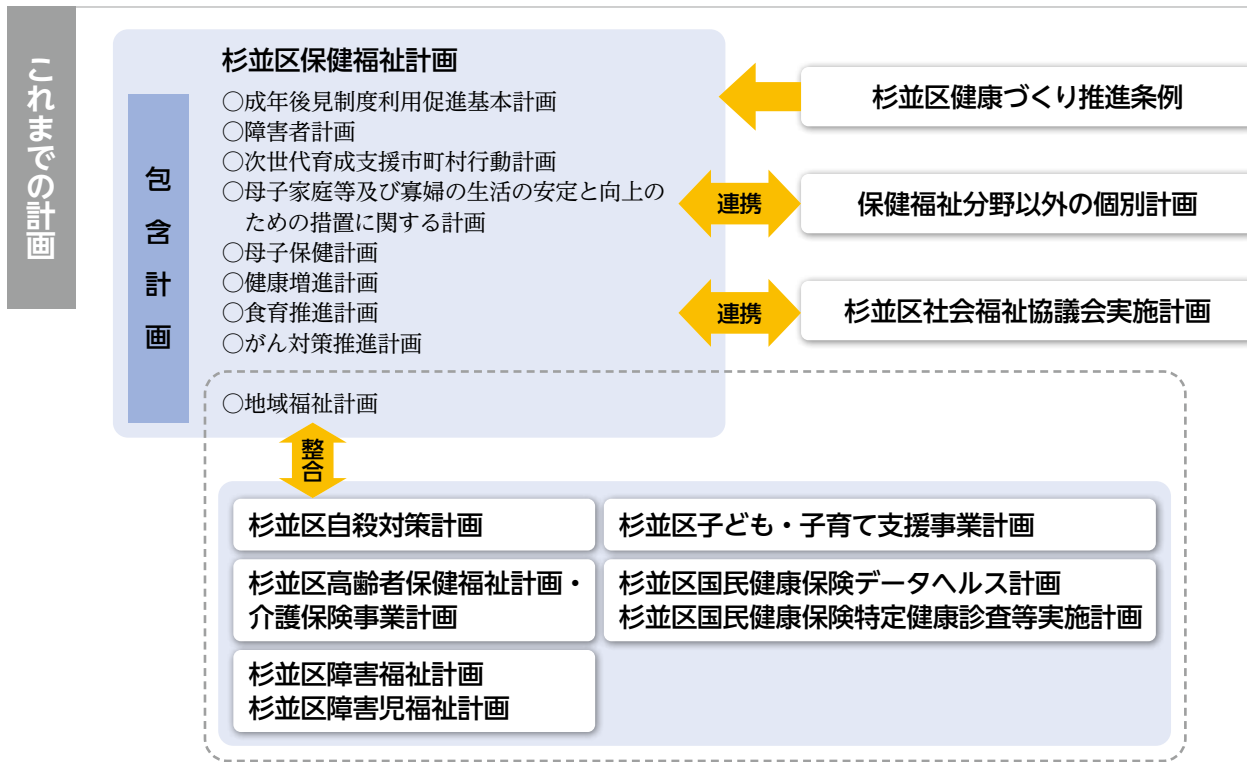 これまでの計画
杉並区保健福祉計画
包含計画
○成年後見制度利用促進基本計画
○障害者計画
○次世代育成支援市町村行動計画
○母子家庭等及び寡婦の生活の安定と向上の
ための措置に関する計画
○母子保健計画
○健康増進計画
○食育推進計画
○がん対策推進計画
○地域福祉計画
杉並区健康づくり推進条例
連携
保健福祉分野以外の個別計画
連携
杉並区社会福祉協議会実施計画
整合
杉並区自殺対策計画
杉並区子ども・子育て支援事業計画
杉並区高齢者保健福祉計画・
介護保険事業計画
杉並区国民健康保険データヘルス計画
杉並区国民健康保険特定健康診査等実施計画
杉並区障害福祉計画
杉並区障害児福祉計画